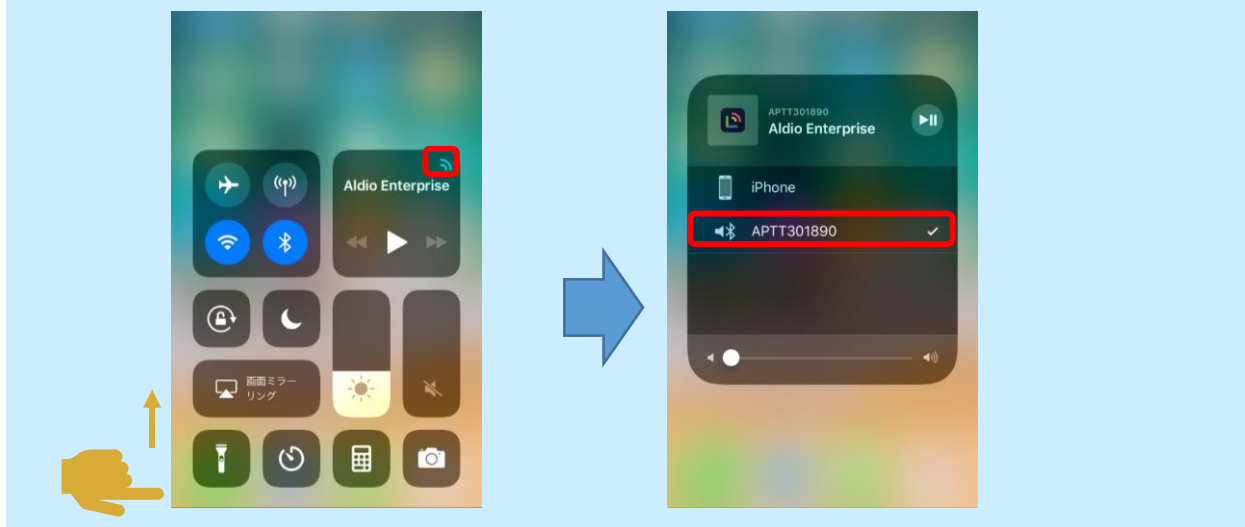 Aldio Enterprise
画面ミラー
リング
APTT301890
Aldio Enterprise
iPhone
APTT301890